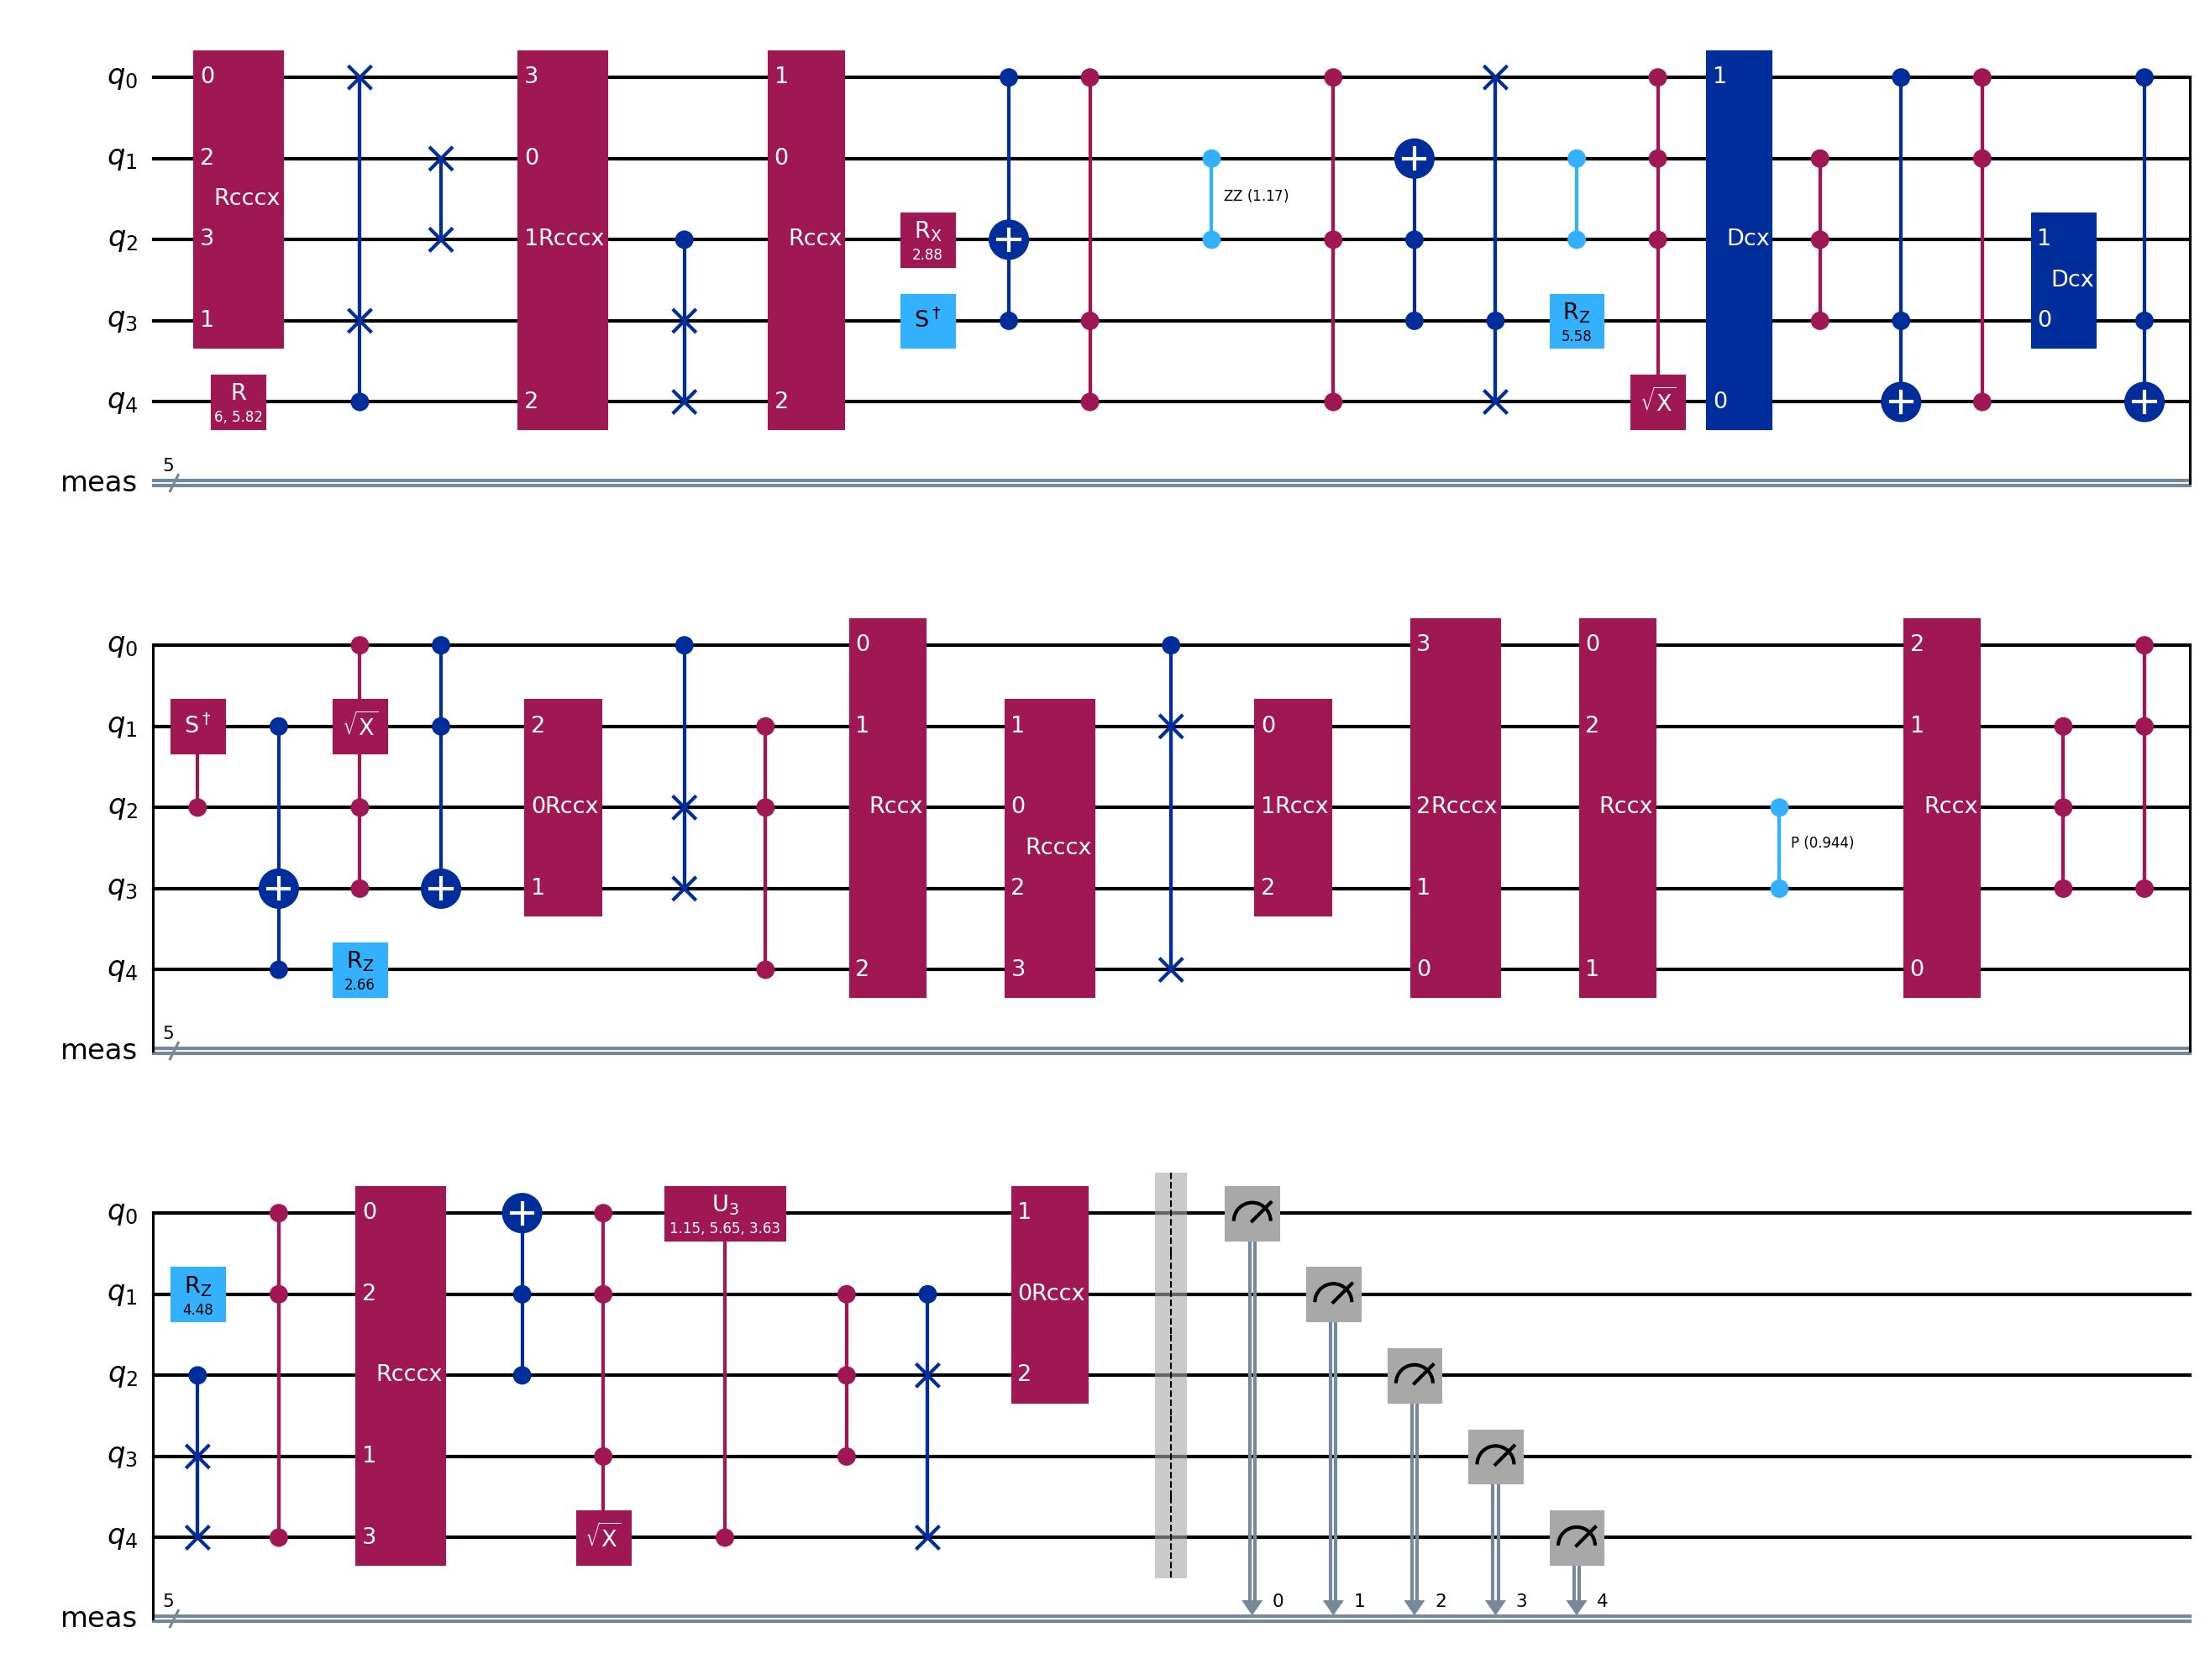 q0 0 3 1 1
q1 2 0 0 ZZ (1.17)
Rcccx
q2 3 1Rcccx Rccx RX 2.88 Dcx 1
Dcx
q3 1 S† RZ 5.58 0
q4 R 6, 5.82 2 2 √X 0
meas 5
q0 0 3 0 2
q1 S† √X 2 1 1 0 2 1
q2 0Rccx Rccx 0 1Rccx 2Rcccx Rccx Rccx
Rcccx P (0.944)
q3 1 2 2 1
q4 RZ 2.66 2 3 0 1 0
meas 5
q0 0 U3 1.15, 5.65, 3.63 1
q1 RZ 4.48 2 0Rccx
q2 Rcccx 2
q3 1
q4 3 √X
meas 5 0 1 2 3 4